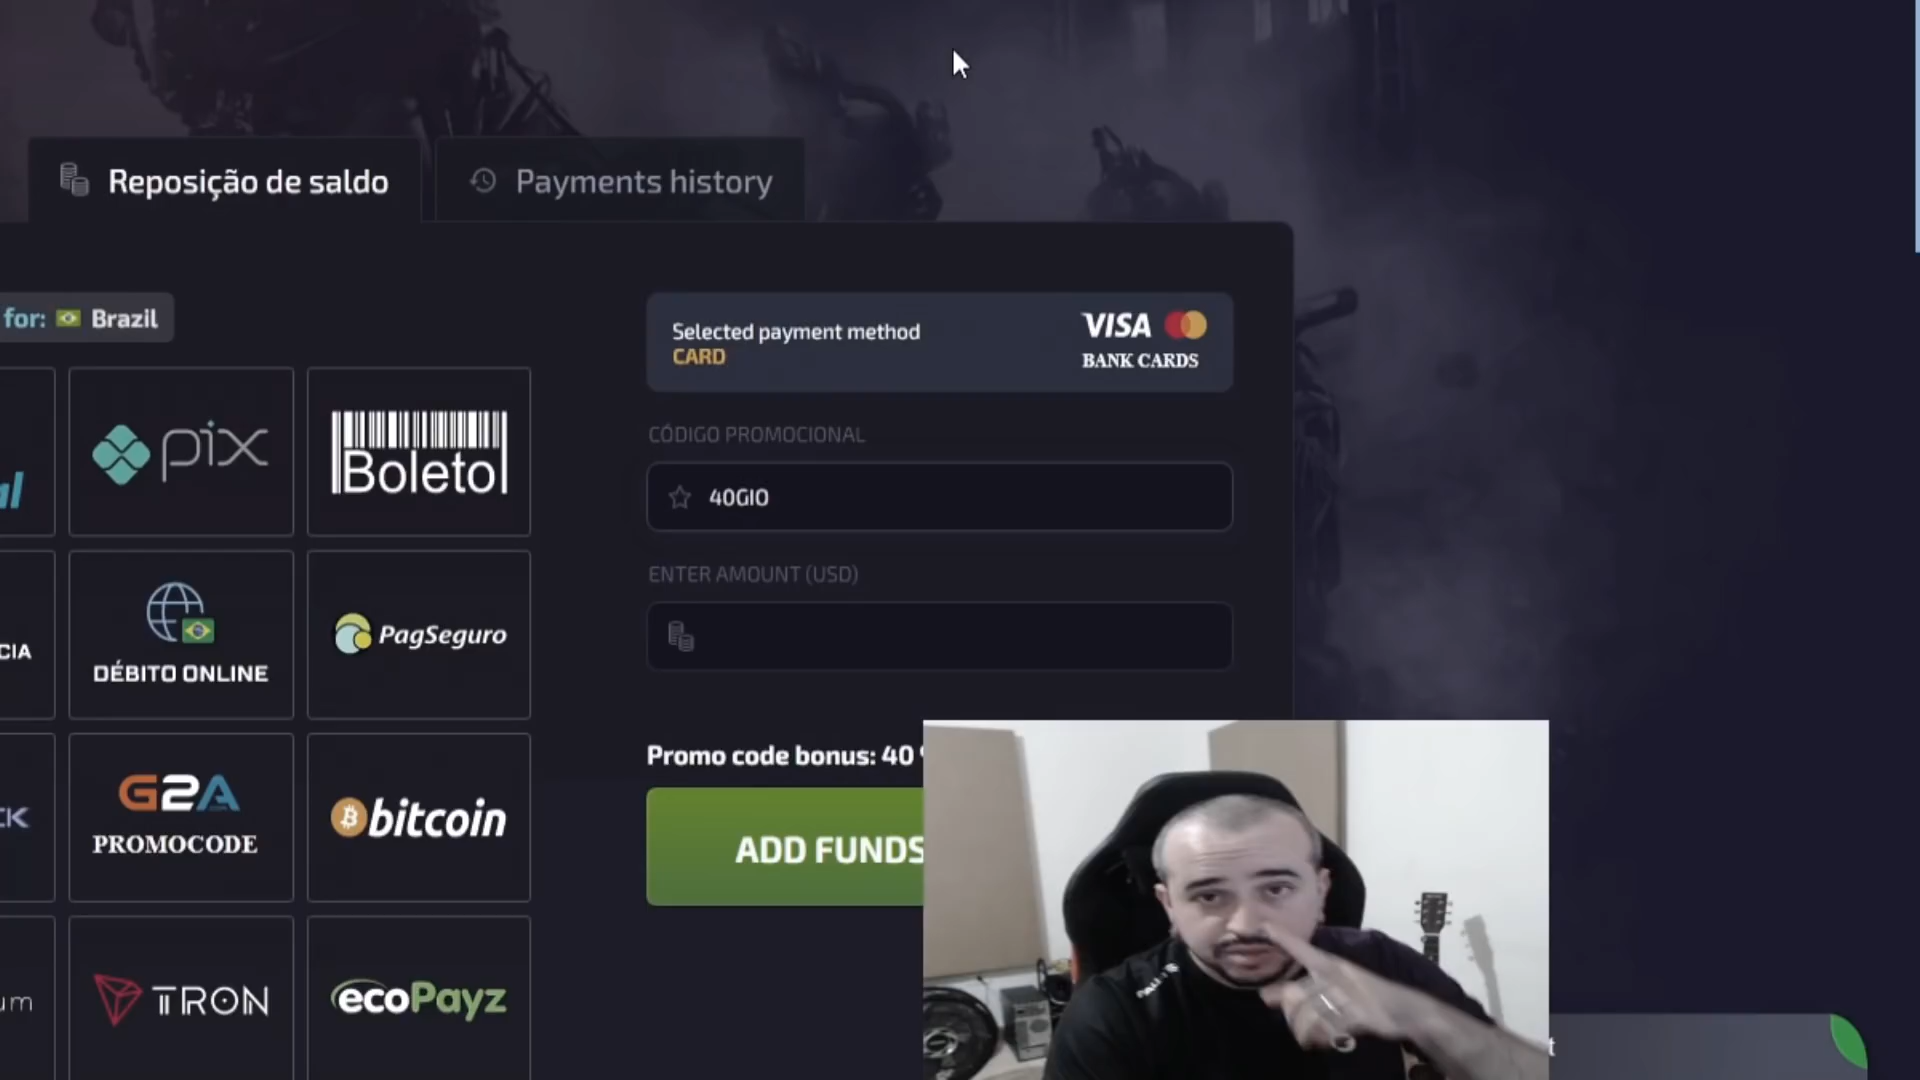 Reposição de saldo
Payments history
for: Brazil
Selected payment method
CARD
VISA
BANK CARDS
CÓDIGO PROMOCIONAL
pix
Boleto
40GIO
ENTER AMOUNT (USD)
DÉBITO ONLINE
PagSeguro
Promo code bonus: 40
G2A
PROMOCODE
bitcoin
ADD FUNDS
TRON
ecoPayz